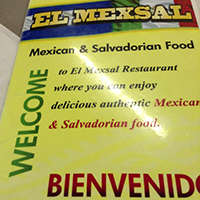 EL MEXSAL
Mexican & Salvadorian Food
WELCOME
to El Mexsal Restaurant
where you can enjoy
delicious authentic Mexican
& Salvadorian food.
BIENVENIDO